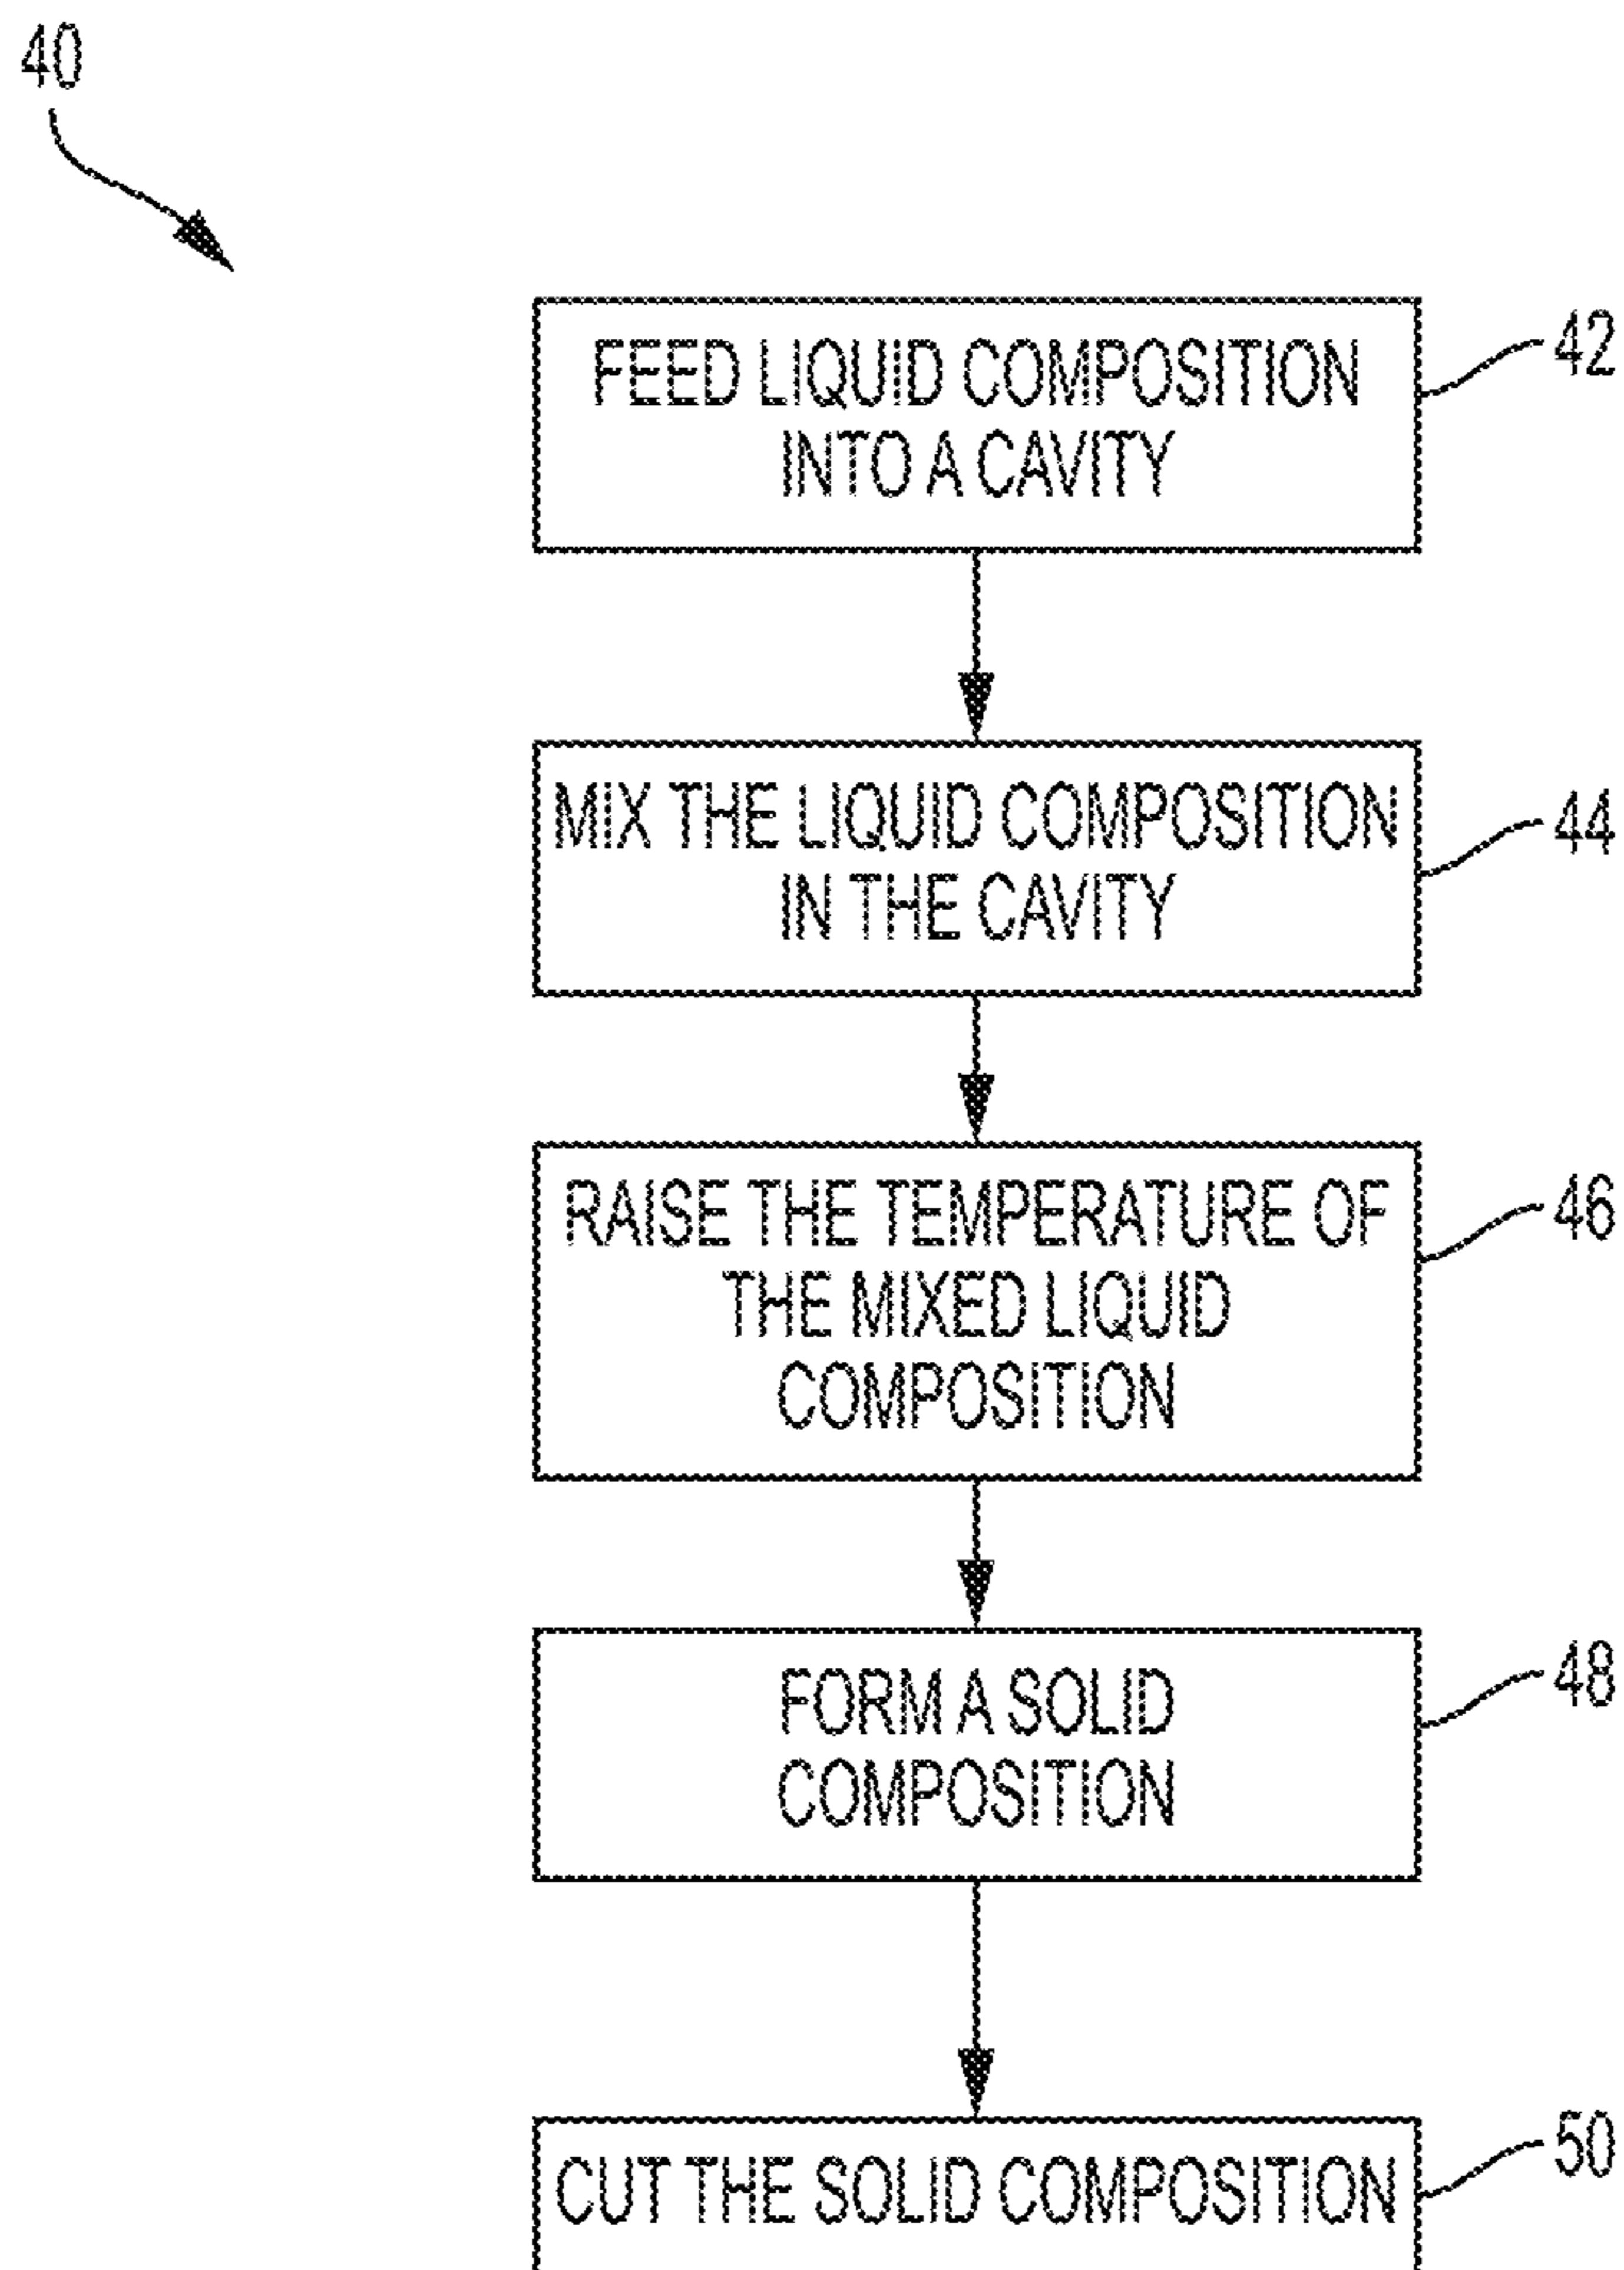 40
FEED LIQUID COMPOSITION
INTO A CAVITY
42
MIX THE LIQUID COMPOSITION
IN THE CAVITY
44
RAISE THE TEMPERATURE OF
THE MIXED LIQUID
COMPOSITION
46
FORM A SOLID
COMPOSITION
48
CUT THE SOLID COMPOSITION
50